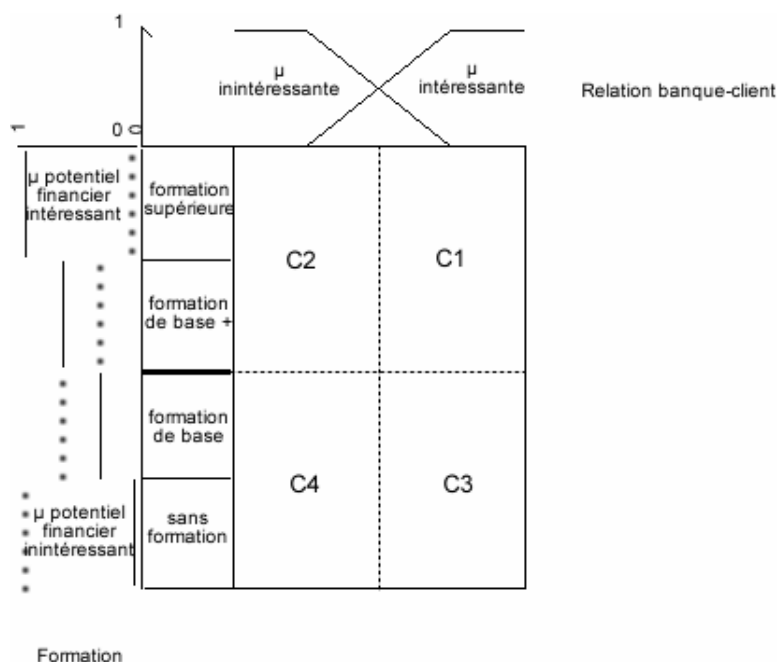 1
µ
inintéressante
µ
intéressante
Relation banque-client
1
0
0
µ potentiel
financier
intéressant
formation
supérieure
C2
C1
formation
de base +
formation
de base
C4
C3
µ potentiel
financier
inintéressant
sans
formation
Formation